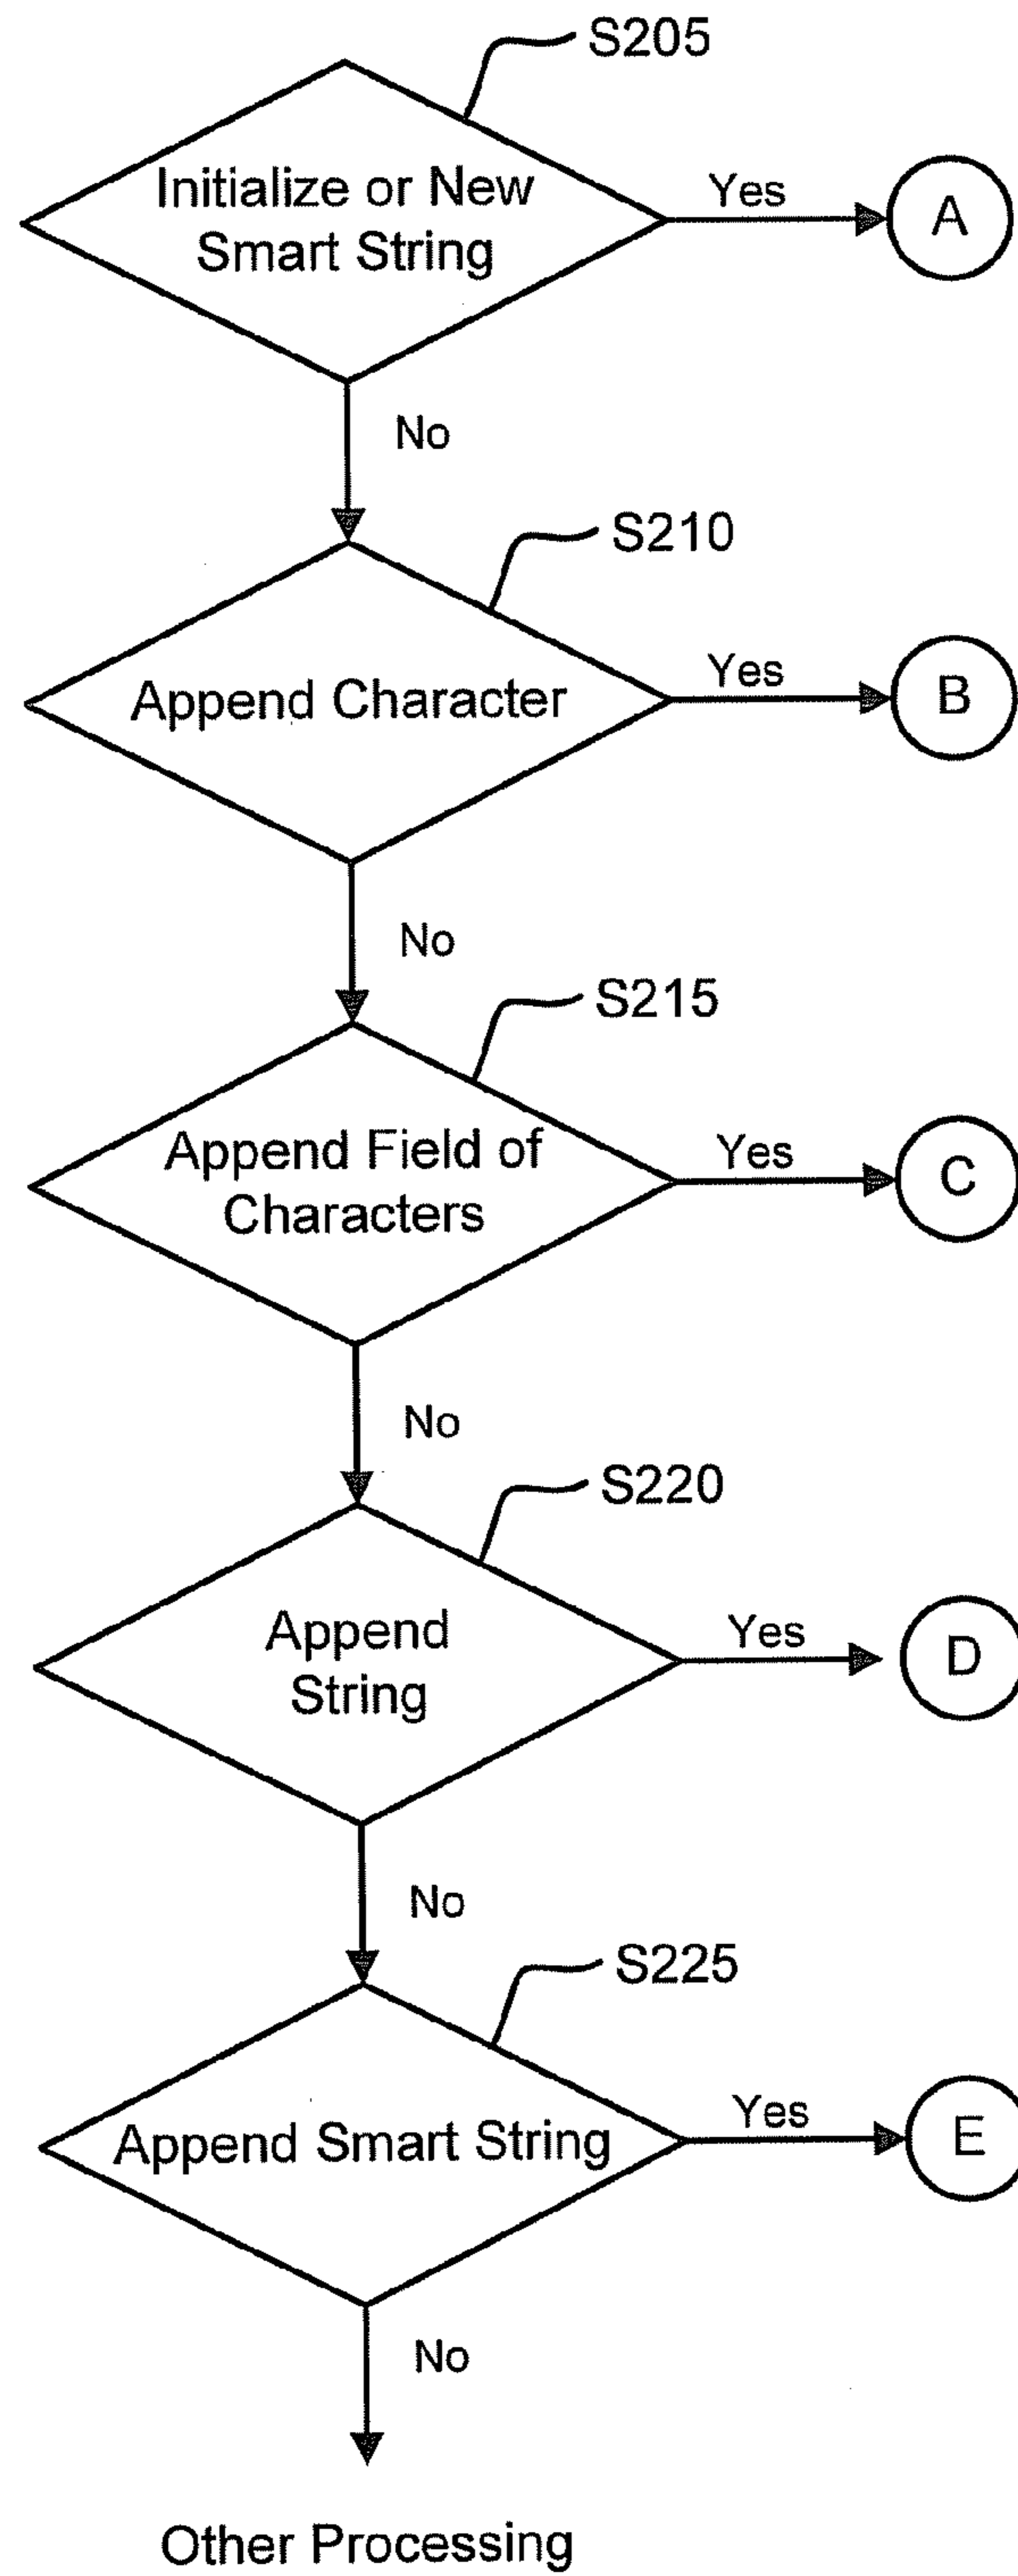 S205
Initialize or New
Smart String
Yes
A
No
S210
Append Character
Yes
B
No
S215
Append Field of
Characters
Yes
C
No
S220
Append
String
Yes
D
No
S225
Append Smart String
Yes
E
No
Other Processing